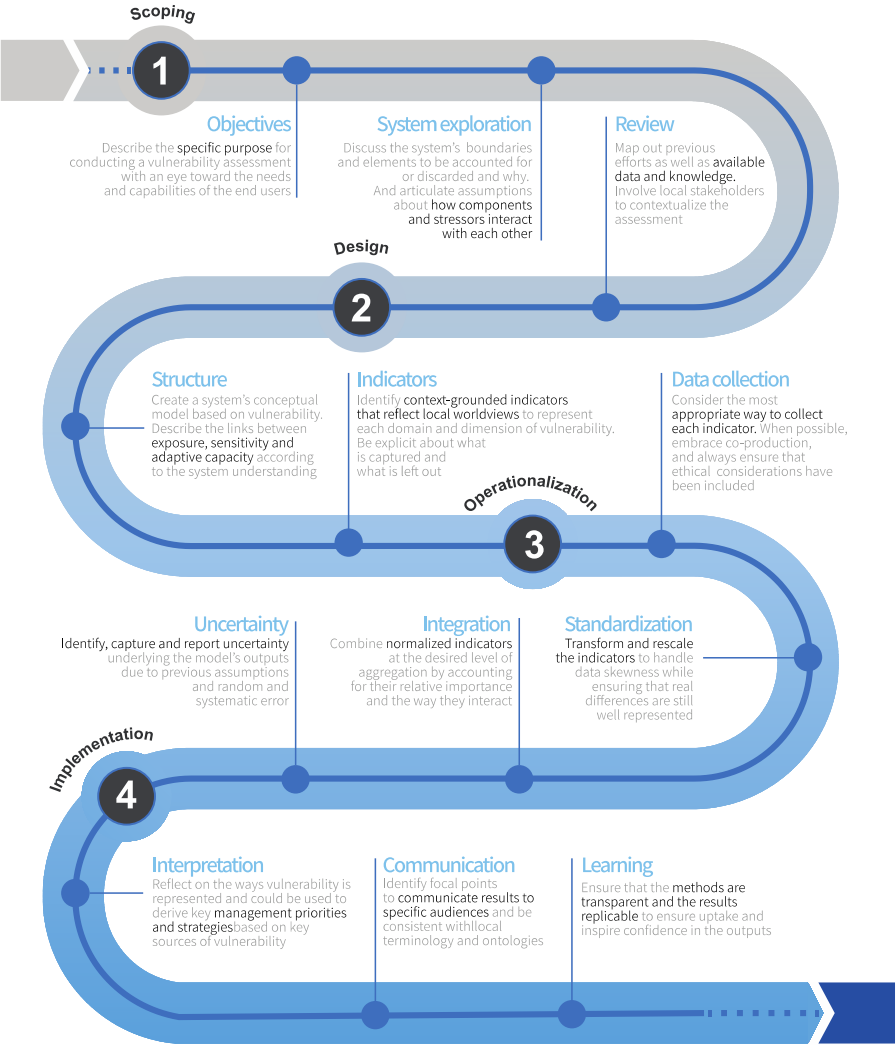 Scoping
1
Objectives
Describe the specific purpose for
conducting a vulnerability assessment
with an eye toward the needs
and capabilities of the end users
System exploration
Discuss the system's boundaries
and elements to be accounted for
or discarded and why.
And articulate assumptions
about how components
and stressors interact
with each other
Review
Map out previous
efforts as well as available
data and knowledge.
Involve local stakeholders
to contextualize the
assessment
Design
2
Structure
Create a system's conceptual
model based on vulnerability.
Describe the links between
exposure, sensitivity and
adaptive capacity according
to the system understanding
Indicators
Identify context-grounded indicators
that reflect local worldviews to represent
each domain and dimension of vulnerability.
Be explicit about what
is captured and
what is left out
Data collection
Consider the most
appropriate way to collect
each indicator. When possible,
embrace co-production,
and always ensure that
ethical considerations have
been included
Operationalization
3
Standardization
Transform and rescale
the indicators to handle
data skewness while
ensuring that real
differences are still
well represented
Integration
Combine normalized indicators
at the desired level of
aggregation by accounting
for their relative importance
and the way they interact
Uncertainty
Identify, capture and report uncertainty
underlying the model's outputs
due to previous assumptions
and random and
systematic error
Implementation
4
Interpretation
Reflect on the ways vulnerability is
represented and could be used to
derive key management priorities
and strategiesbased on key
sources of vulnerability
Communication
Identify focal points
to communicate results to
specific audiences and be
consistent withllocal
terminology and ontologies
Learning
Ensure that the methods are
transparent and the results
replicable to ensure uptake and
inspire confidence in the outputs